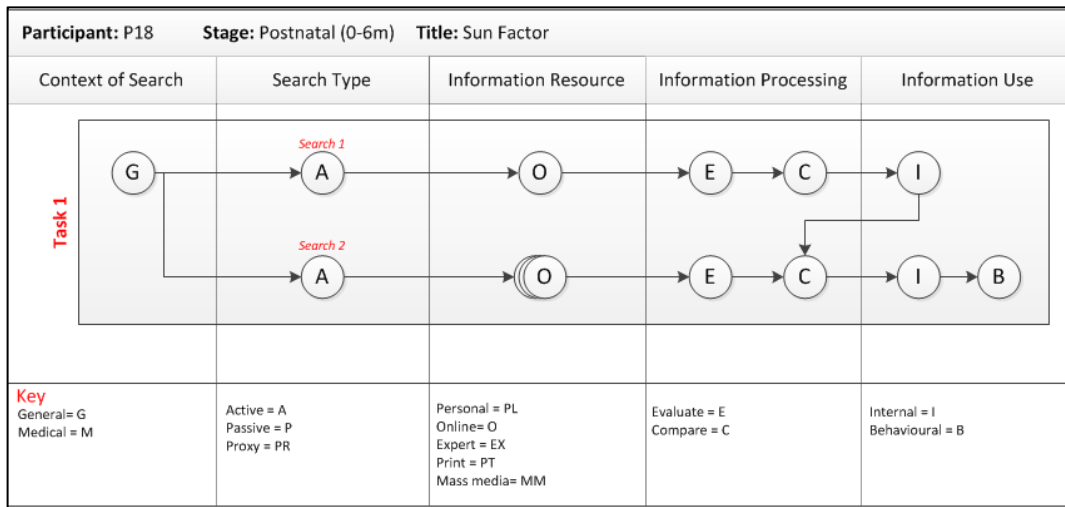 Participant: P18 Stage: Postnatal (0-6m) Title: Sun Factor
Context of Search Search Type Information Resource Information Processing Information Use
Task 1
Search 1
G A O E C I
Search 2
A O E C I B
Key
General= G
Medical = M
Active = A
Passive = P
Proxy = PR
Personal = PL
Online= O
Expert = EX
Print = PT
Mass media= MM
Evaluate = E
Compare = C
Internal = I
Behavioural = B